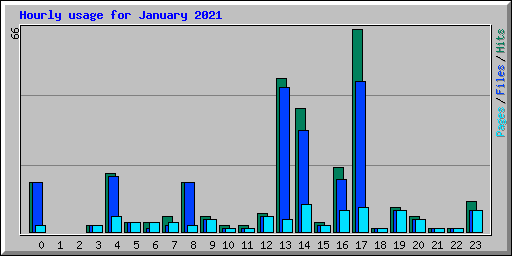 Hourly usage for January 2021
66
Pages / Files / Hits
0 1 2 3 4 5 6 7 8 9 10 11 12 13 14 15 16 17 18 19 20 21 22 23